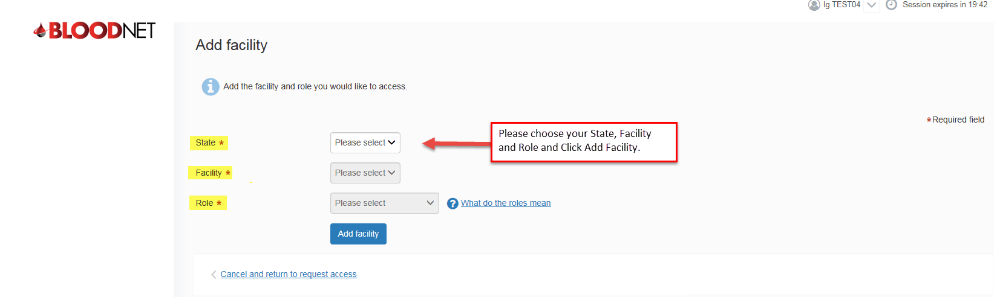 Ig TEST04 Session expires in 19:42
BLOODNET
Add facility
Add the facility and role you would like to access.
*Required field
State * Please select
Please choose your State, Facility
and Role and Click Add Facility.
Facility * Please select
Role * Please select ? What do the roles mean
Add facility
Cancel and return to request access